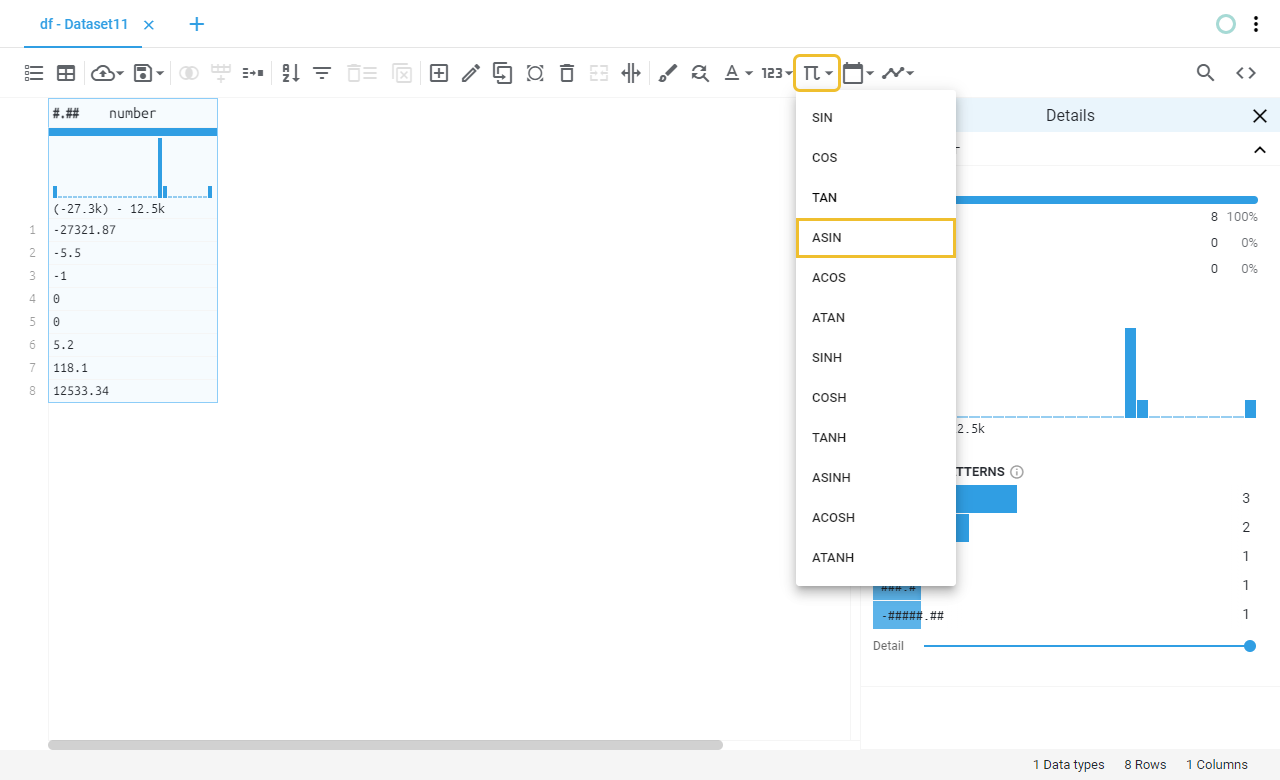 df - Dataset11
123
Details
#.## number
(-27.3k) - 12.5k
1 -27321.87
2 -5.5
3 -1
4 0
5 0
6 5.2
7 118.1
8 12533.34
SIN
COS
TAN
ASIN
ACOS
ATAN
SINH
COSH
TANH
ASINH
ACOSH
ATANH
8 100%
0 0%
0 0%
2.5k
TTERNS
3
2
1
###.# 1
-#####.## 1
Detail
1 Data types 8 Rows 1 Columns